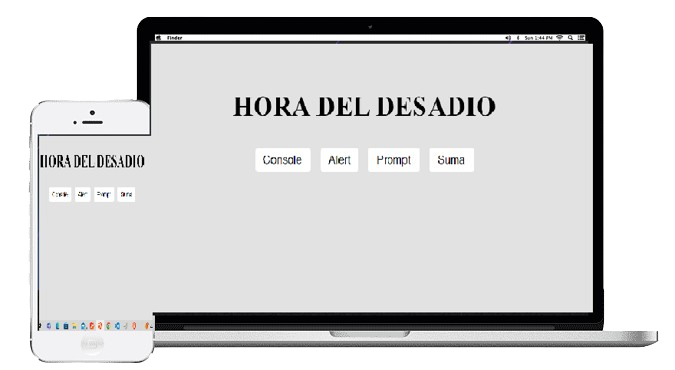 Finder
Sun 1:44 PM
HORA DEL DESADIO
Console Alert Prompt Suma
HORA DEL DESADIO
Console Alert Prompt Suma